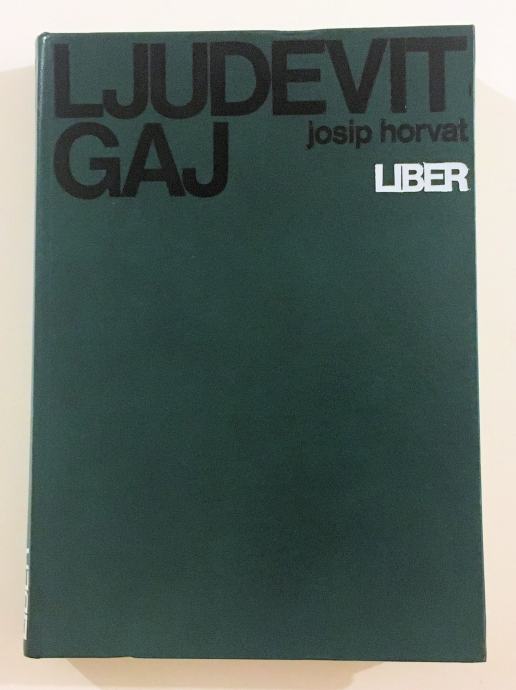 LJUDEVIT
GAJ
josip horvat
LIBER